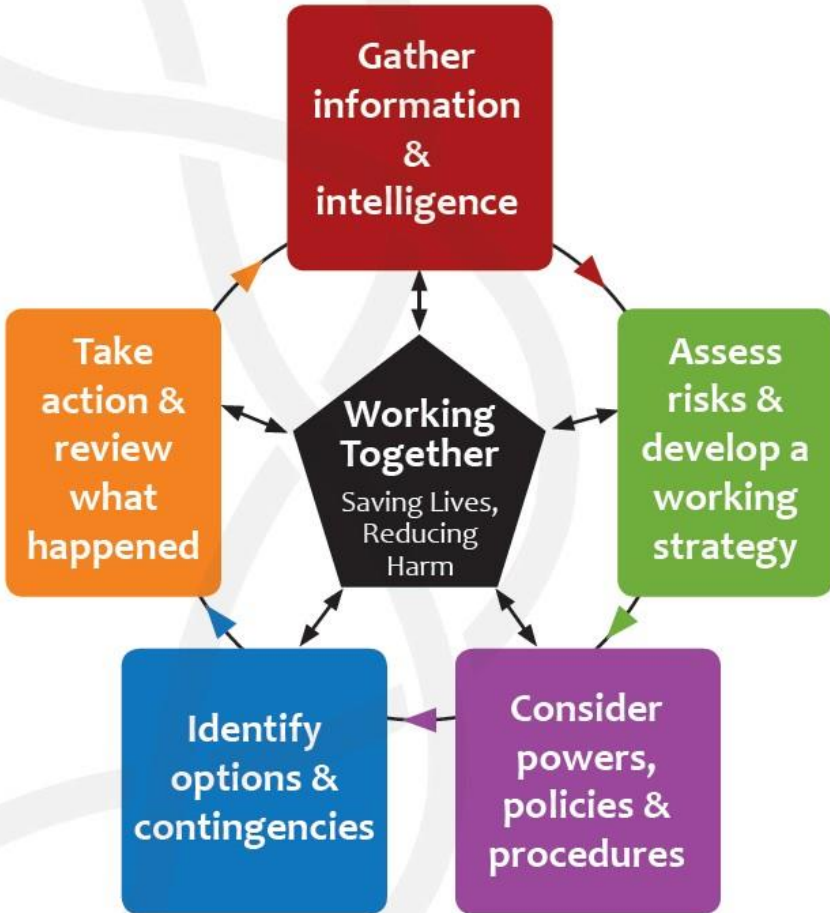 Gather
information
&
intelligence
Assess
risks &
develop a
working
strategy
Consider
powers,
policies &
procedures
Identify
options &
contingencies
Take
action &
review
what
happened
Working
Together
Saving Lives,
Reducing
Harm